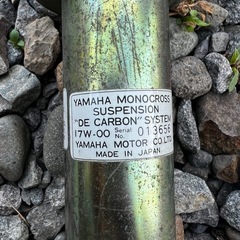 YAMAHA MONOCROSS
SUSPENSION
"DE CARBON" SYSTEM
17W-00 Serial No. 013656
YAMAHA MOTOR CO.LTD.
MADE IN JAPAN